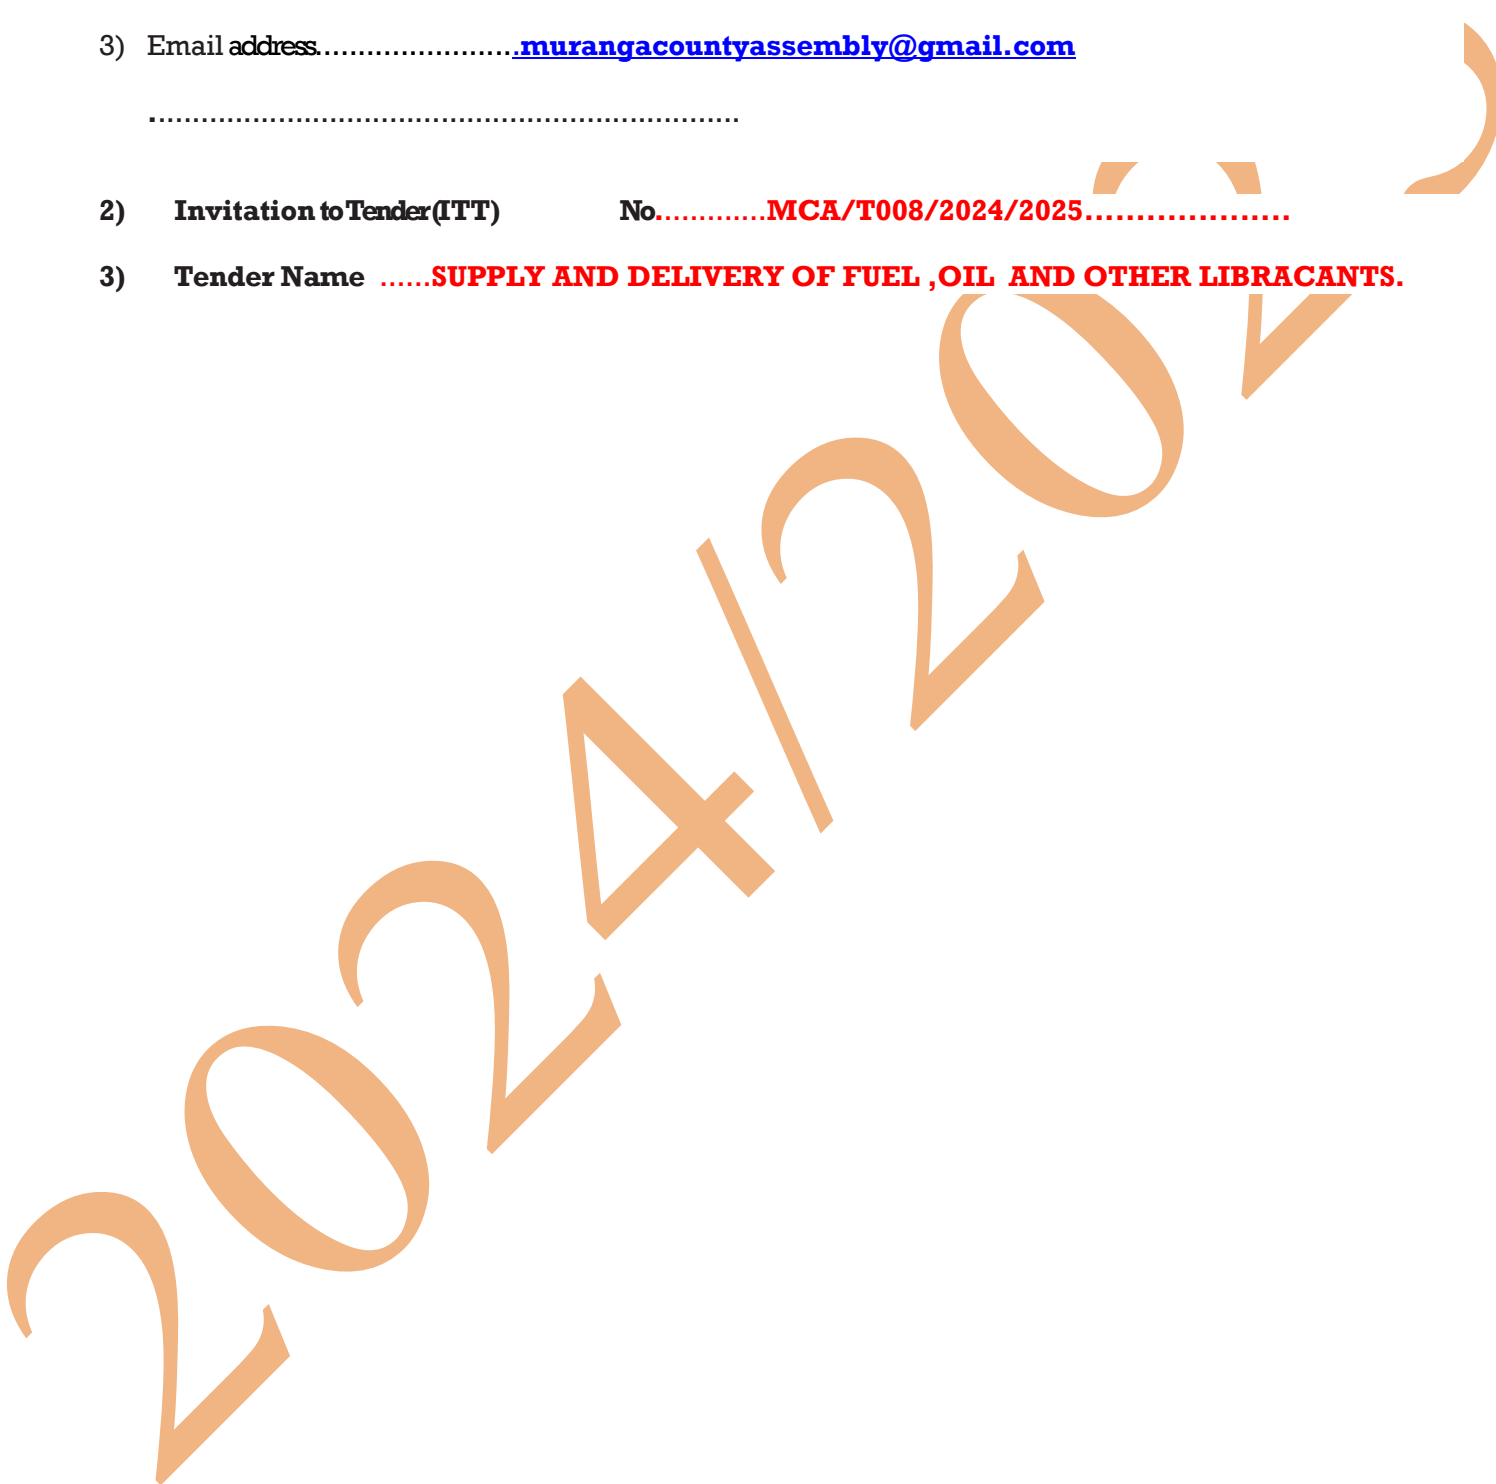 3) Email address........................murangacountyassembly@gmail.com
.....................................................................
2) Invitation to Tender (ITT) No.............MCA/T008/2024/2025....................
3) Tender Name ......SUPPLY AND DELIVERY OF FUEL ,OIL AND OTHER LIBRACANTS.
2024/202